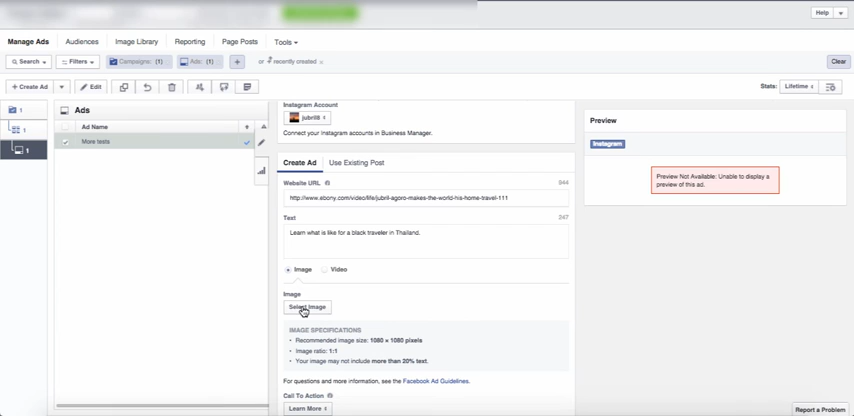 Help
Manage Ads Audiences Image Library Reporting Page Posts Tools
Search Filters Campaigns: (1) Ads: (1) + or recently created × Clear
+ Create Ad Edit Stats: Lifetime
1
1
1
Ads
Ad Name
More tests
Instagram Account
jubril8
Connect your Instagram accounts in Business Manager.
Create Ad Use Existing Post
Website URL 944
http://www.ebony.com/video/life/jubril-agoro-makes-the-world-his-home-travel-111
Text 247
Learn what is like for a black traveler in Thailand.
Image Video
Image
Select Image
IMAGE SPECIFICATIONS
• Recommended image size: 1080 × 1080 pixels
• Image ratio: 1:1
• Your image may not include more than 20% text.
For questions and more information, see the Facebook Ad Guidelines.
Call To Action
Learn More
Preview
Instagram
Preview Not Available: Unable to display a
preview of this ad.
Report a Problem